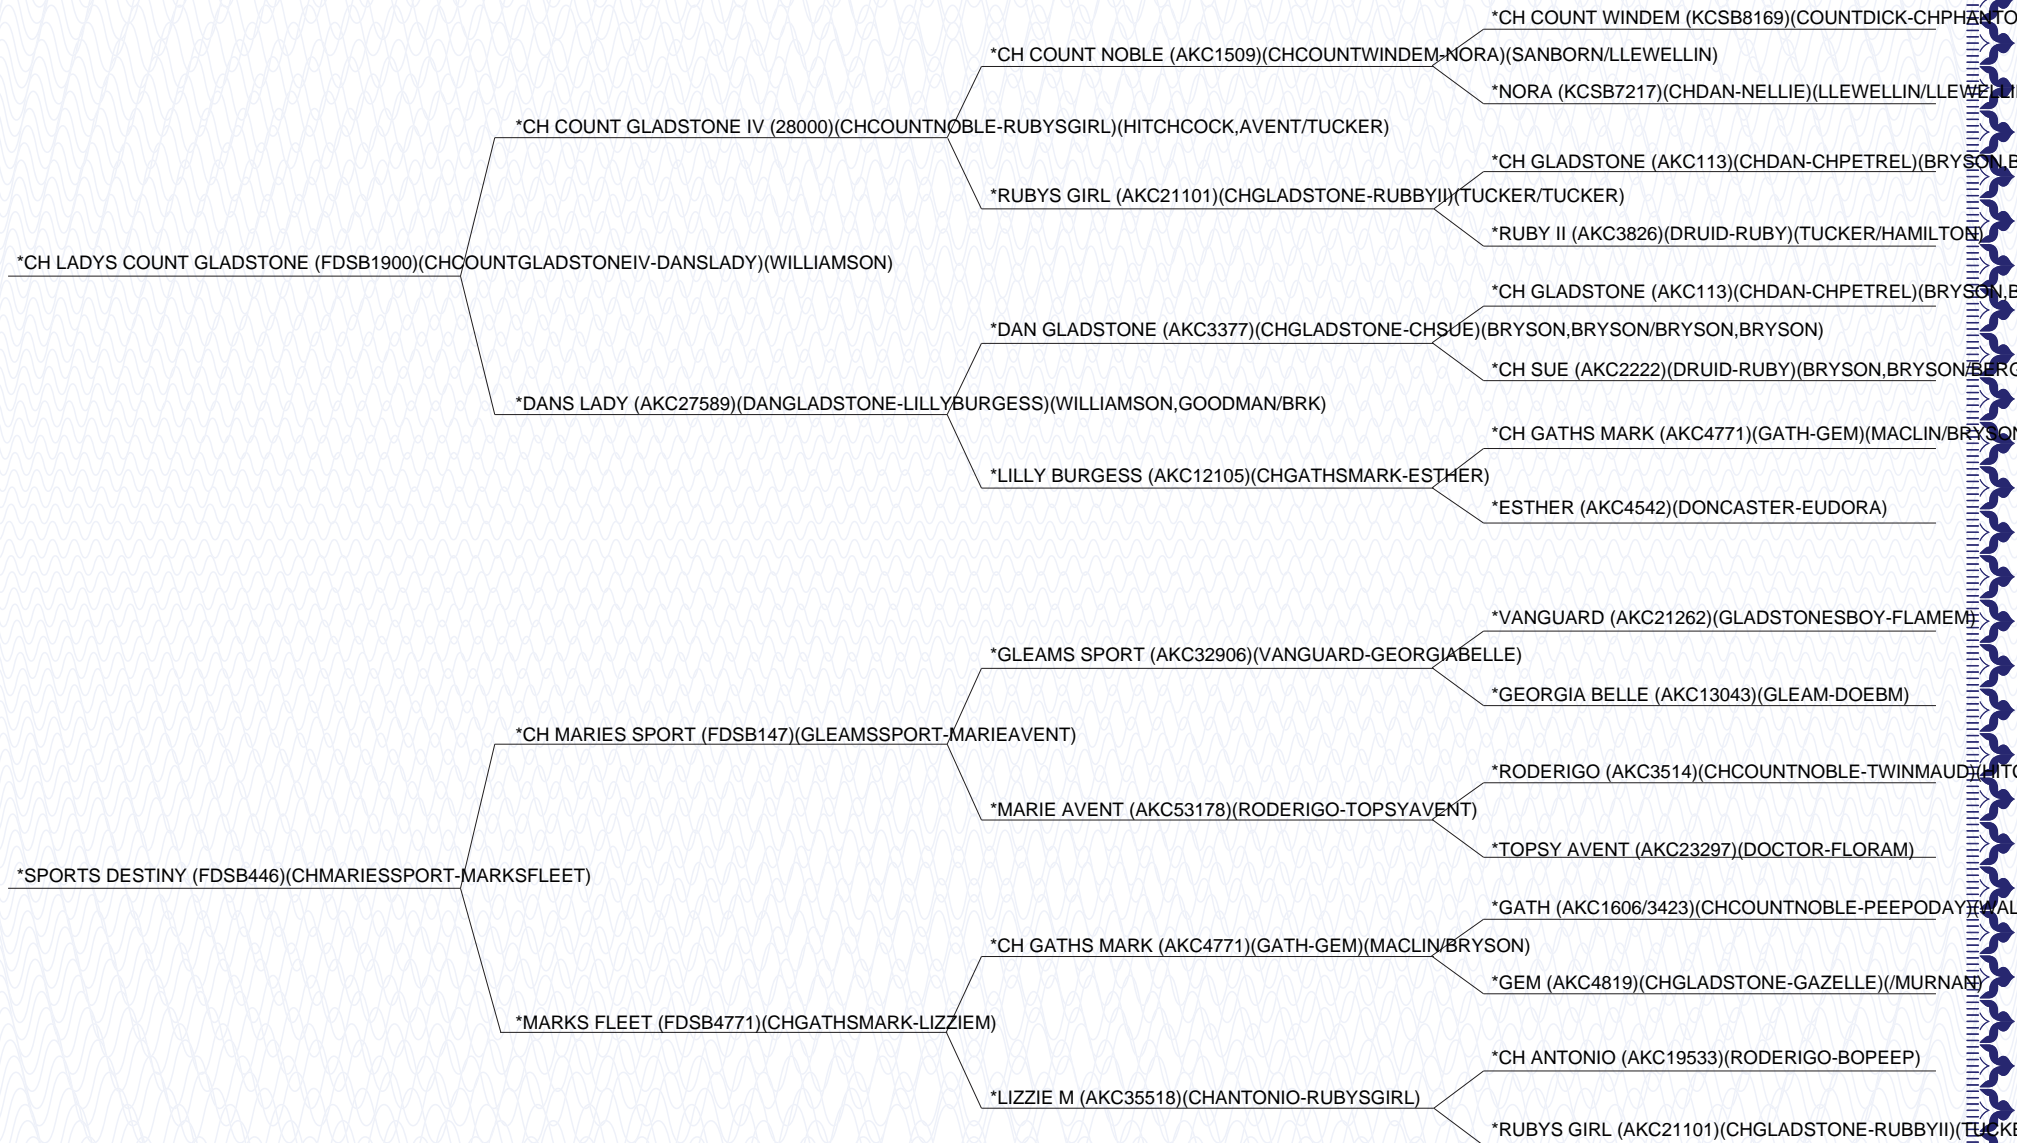 *CH COUNT WINDEM (KCSB8169)(COUNTDICK-CHPHANTO
*CH COUNT NOBLE (AKC1509)(CHCOUNTWINDEM-NORA)(SANBORN/LLEWELLIN)
*NORA (KCSB7217)(CHDAN-NELLIE)(LLEWELLIN/LLEWELLI
*CH COUNT GLADSTONE IV (28000)(CHCOUNTNOBLE-RUBYSGIRL)(HITCHCOCK,AVENT/TUCKER)
*CH GLADSTONE (AKC113)(CHDAN-CHPETREL)(BRYSON,B
*RUBYS GIRL (AKC21101)(CHGLADSTONE-RUBBYII)(TUCKER/TUCKER)
*RUBY II (AKC3826)(DRUID-RUBY)(TUCKER/HAMILTON)
*CH LADYS COUNT GLADSTONE (FDSB1900)(CHCOUNTGLADSTONEIV-DANSLADY)(WILLIAMSON)
*CH GLADSTONE (AKC113)(CHDAN-CHPETREL)(BRYSON,B
*DAN GLADSTONE (AKC3377)(CHGLADSTONE-CHSUE)(BRYSON,BRYSON/BRYSON,BRYSON)
*CH SUE (AKC2222)(DRUID-RUBY)(BRYSON,BRYSON/BERG
*DANS LADY (AKC27589)(DANGLADSTONE-LILLYBURGESS)(WILLIAMSON,GOODMAN/BRK)
*CH GATHS MARK (AKC4771)(GATH-GEM)(MACLIN/BRYSON
*LILLY BURGESS (AKC12105)(CHGATHSMARK-ESTHER)
*ESTHER (AKC4542)(DONCASTER-EUDORA)
*VANGUARD (AKC21262)(GLADSTONESBOY-FLAMEM)
*GLEAMS SPORT (AKC32906)(VANGUARD-GEORGIABELLE)
*GEORGIA BELLE (AKC13043)(GLEAM-DOEBM)
*CH MARIES SPORT (FDSB147)(GLEAMSSPORT-MARIEAVENT)
*RODERIGO (AKC3514)(CHCOUNTNOBLE-TWINMAUD)(HITC
*MARIE AVENT (AKC53178)(RODERIGO-TOPSYAVENT)
*TOPSY AVENT (AKC23297)(DOCTOR-FLORAM)
*SPORTS DESTINY (FDSB446)(CHMARIESSPORT-MARKSFLEET)
*GATH (AKC1606/3423)(CHCOUNTNOBLE-PEEPODAY)(WAL
*CH GATHS MARK (AKC4771)(GATH-GEM)(MACLIN/BRYSON)
*GEM (AKC4819)(CHGLADSTONE-GAZELLE)(/MURNAN)
*MARKS FLEET (FDSB4771)(CHGATHSMARK-LIZZIEM)
*CH ANTONIO (AKC19533)(RODERIGO-BOPEEP)
*LIZZIE M (AKC35518)(CHANTONIO-RUBYSGIRL)
*RUBYS GIRL (AKC21101)(CHGLADSTONE-RUBBYII)(TUCKE